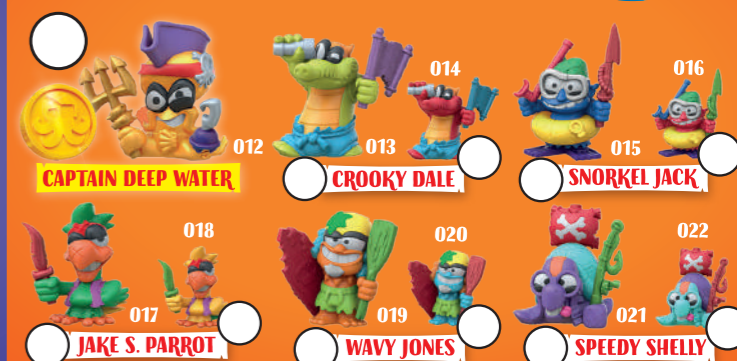 012
CAPTAIN DEEP WATER
013
014
CROOKY DALE
015
016
SNORKEL JACK
017
018
JAKE S. PARROT
019
020
WAVY JONES
021
022
SPEEDY SHELLY